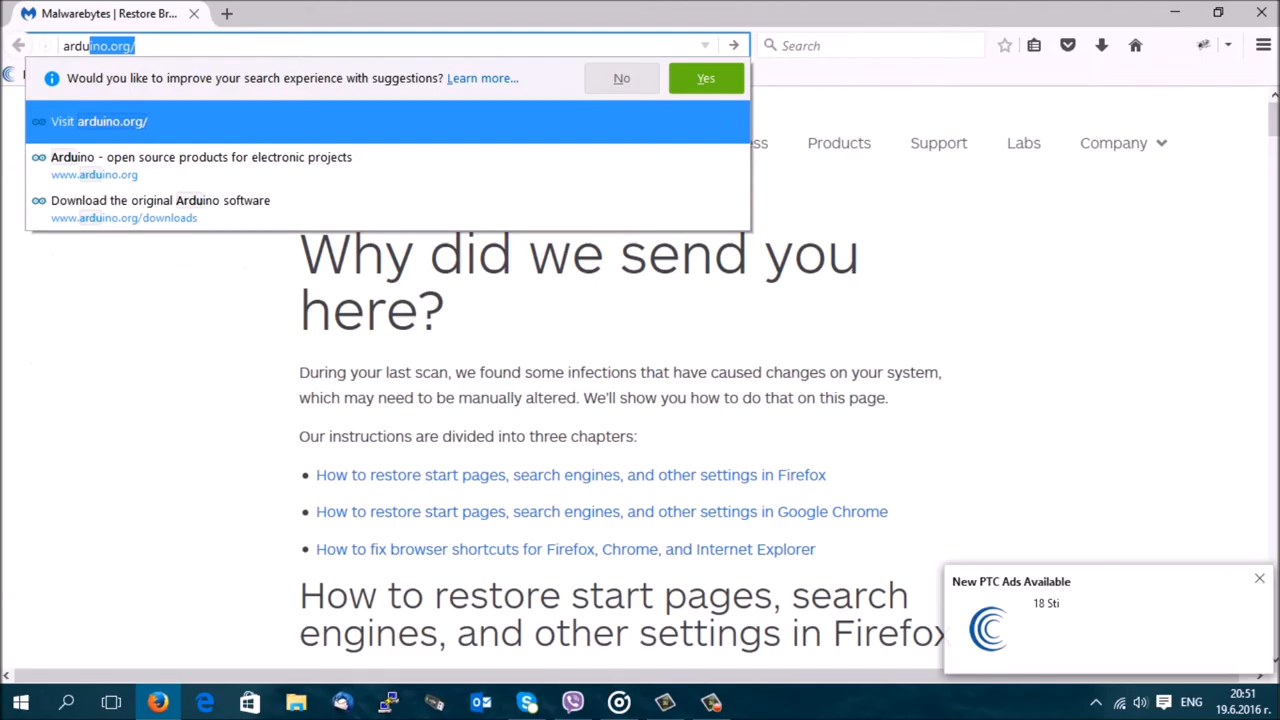 Malwarebytes | Restore Br...
arduino.org/
Search
Would you like to improve your search experience with suggestions? Learn more...
No
Yes
Visit arduino.org/
Arduino - open source products for electronic projects
www.arduino.org
Download the original Arduino software
www.arduino.org/downloads
ess
Products
Support
Labs
Company
Why did we send you
here?
During your last scan, we found some infections that have caused changes on your system,
which may need to be manually altered. We'll show you how to do that on this page.
Our instructions are divided into three chapters:
How to restore start pages, search engines, and other settings in Firefox
How to restore start pages, search engines, and other settings in Google Chrome
How to fix browser shortcuts for Firefox, Chrome, and Internet Explorer
How to restore start pages, search
engines, and other settings in Firefox
New PTC Ads Available
18 Sti
ENG
20:51
19.6.2016 г.